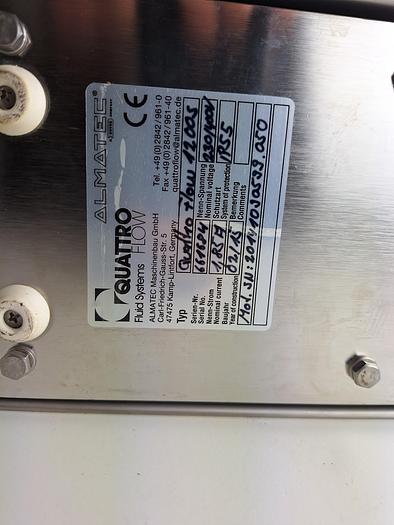 QUATTRO
Fluid Systems FLOW
ALMATEC
ALMATEC Maschinenbau GmbH
Carl-Friedrich-Gauss-Str. 5
47475 Kamp-Lintfort, Germany
Tel. +49 (0) 2842 / 961-0
Fax +49 (0) 2842 / 961-40
quattroflow@almatec.de
CE
Typ Quattroflow 1200S
Serien-Nr.
Serial No.
Nenn-Spannung
Nominal voltage
Nenn-Strom
Nominal current 1.85A
Schutzart
System of protection IP55
Baujahr
Year of construction 02/15
Bemerkung
Comments